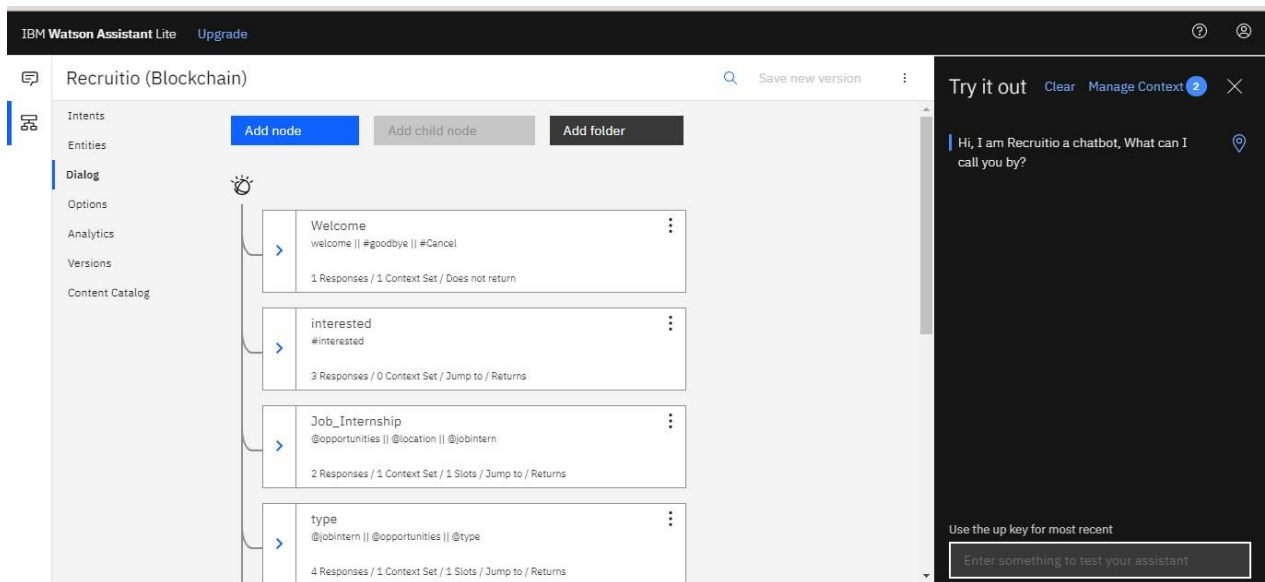 IBM Watson Assistant Lite Upgrade
Recruitio (Blockchain)
Save new version
Intents
Entities
Dialog
Options
Analytics
Versions
Content Catalog
Add node
Add child node
Add folder
Welcome
welcome || #goodbye || #Cancel
1 Responses / 1 Context Set / Does not return
interested
#interested
3 Responses / 0 Context Set / Jump to / Returns
Job_Internship
@opportunities || @location || @jobintern
2 Responses / 1 Context Set / 1 Slots / Jump to / Returns
type
@jobintern || @opportunities || @type
4 Responses / 1 Context Set / 1 Slots / Jump to / Returns
Try it out Clear Manage Context 2
Hi, I am Recruitio a chatbot, What can I
call you by?
Use the up key for most recent
Enter something to test your assistant